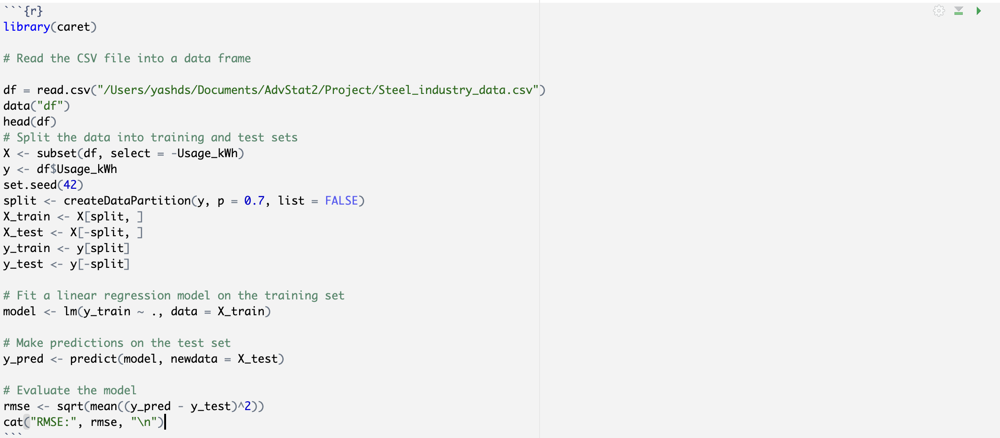 ```{r}
library(caret)
# Read the CSV file into a data frame
df = read.csv("/Users/yashds/Documents/AdvStat2/Project/Steel_industry_data.csv")
data("df")
head(df)
# Split the data into training and test sets
X <- subset(df, select = -Usage_kWh)
y <- df$Usage_kWh
set.seed(42)
split <- createDataPartition(y, p = 0.7, list = FALSE)
X_train <- X[split, ]
X_test <- X[-split, ]
y_train <- y[split]
y_test <- y[-split]
# Fit a linear regression model on the training set
model <- lm(y_train ~ ., data = X_train)
# Make predictions on the test set
y_pred <- predict(model, newdata = X_test)
# Evaluate the model
rmse <- sqrt(mean((y_pred - y_test)^2))
cat("RMSE:", rmse, "\n")
```